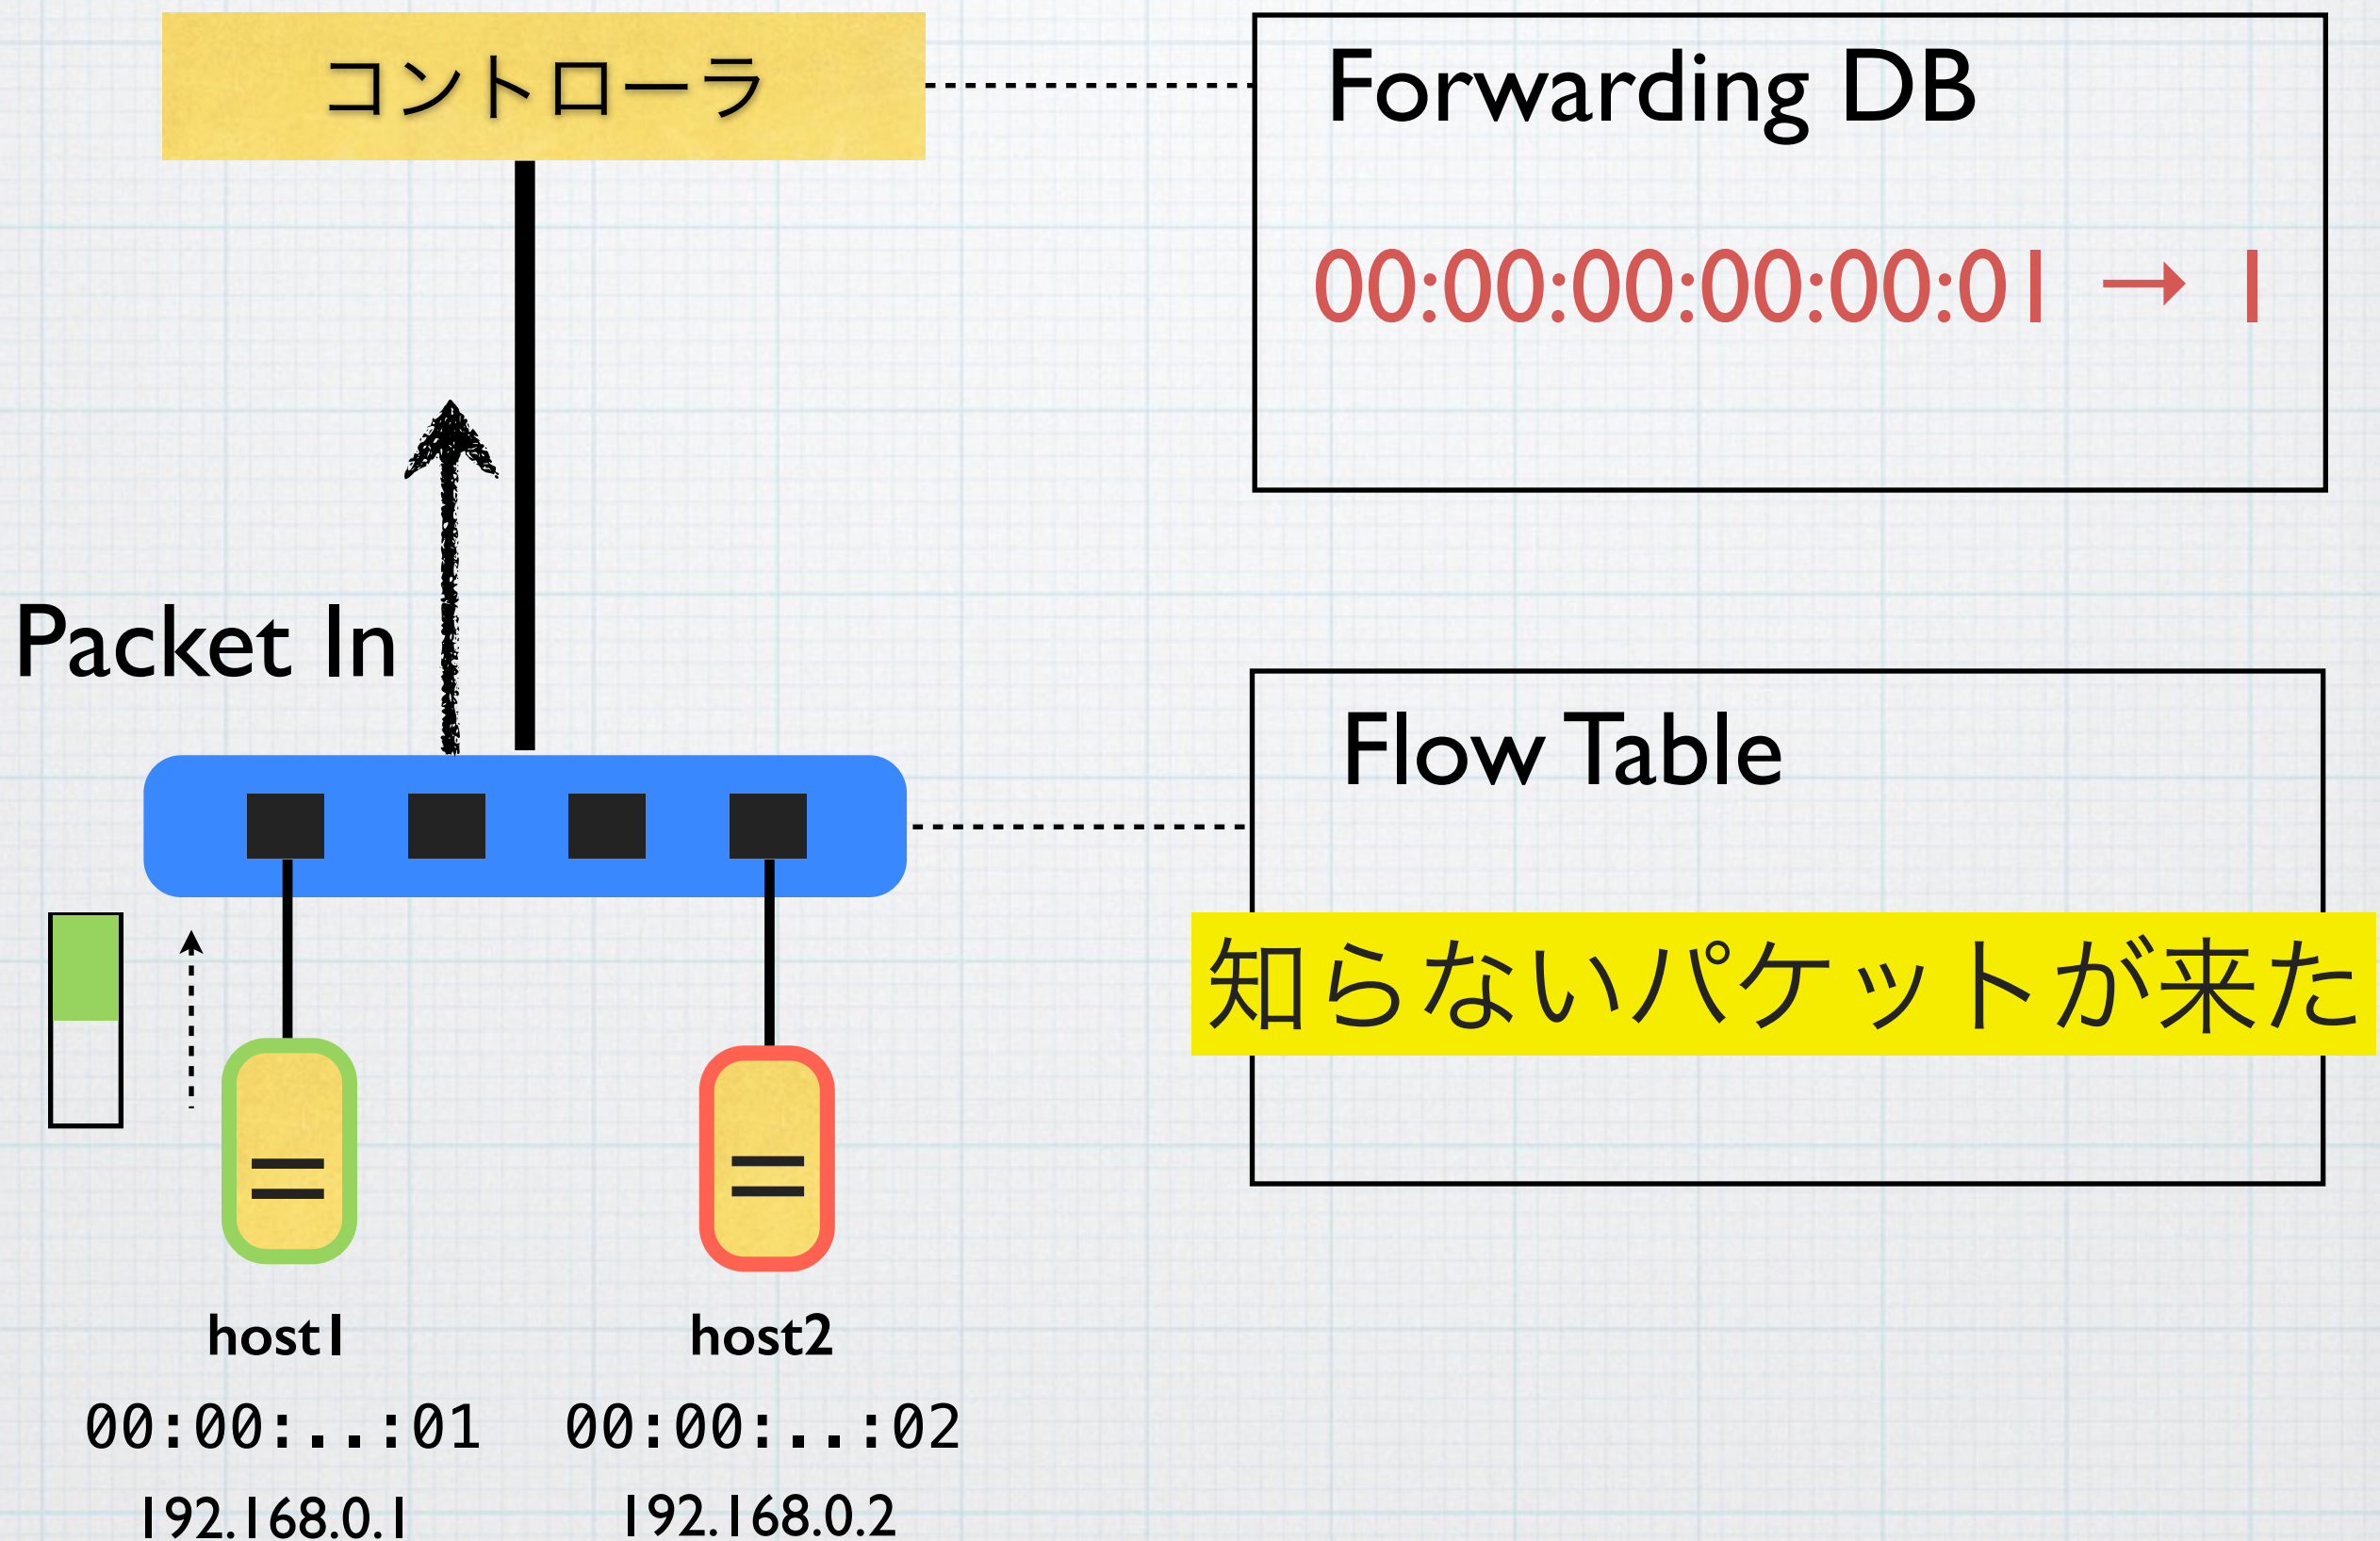 コントローラ
Forwarding DB
00:00:00:00:00:01 → 1
Packet In
Flow Table
知らないパケットが来た
host1
host2
00:00:..:01
00:00:..:02
192.168.0.1
192.168.0.2